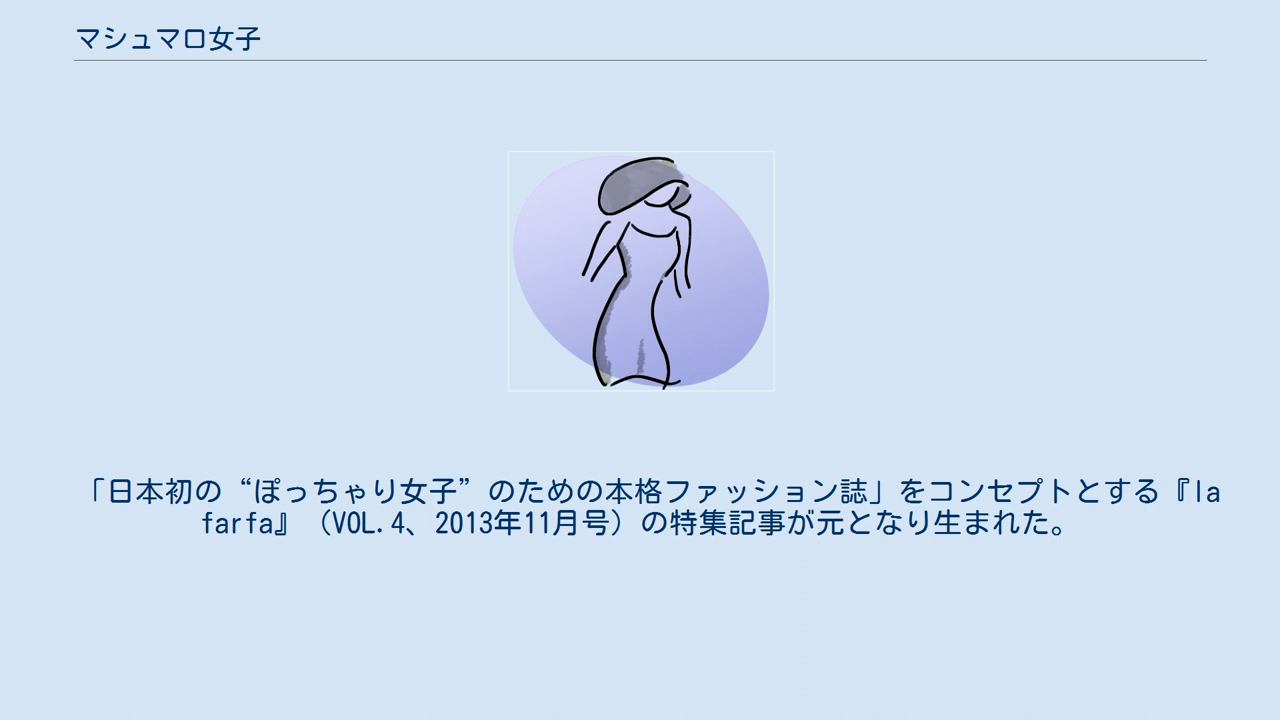 マシュマロ女子
「日本初の“ぽっちゃり女子”のための本格ファッション誌」をコンセプトとする『la
farfa』（VOL.4、2013年11月号）の特集記事が元となり生まれた。